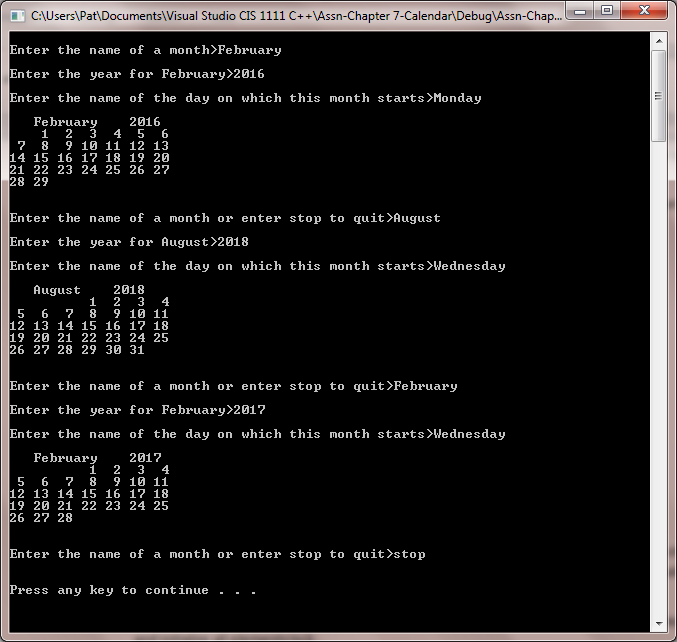 C:\Users\Pat\Documents\Visual Studio CIS 1111 C++\Assn-Chapter 7-Calendar\Debug\Assn-Chap...
Enter the name of a month>February
Enter the year for February>2016
Enter the name of the day on which this month starts>Monday
   February    2016
    1  2  3  4  5  6
 7  8  9 10 11 12 13
14 15 16 17 18 19 20
21 22 23 24 25 26 27
28 29
Enter the name of a month or enter stop to quit>August
Enter the year for August>2018
Enter the name of the day on which this month starts>Wednesday
   August    2018
          1  2  3  4
 5  6  7  8  9 10 11
12 13 14 15 16 17 18
19 20 21 22 23 24 25
26 27 28 29 30 31
Enter the name of a month or enter stop to quit>February
Enter the year for February>2017
Enter the name of the day on which this month starts>Wednesday
   February    2017
          1  2  3  4
 5  6  7  8  9 10 11
12 13 14 15 16 17 18
19 20 21 22 23 24 25
26 27 28
Enter the name of a month or enter stop to quit>stop
Press any key to continue . . .